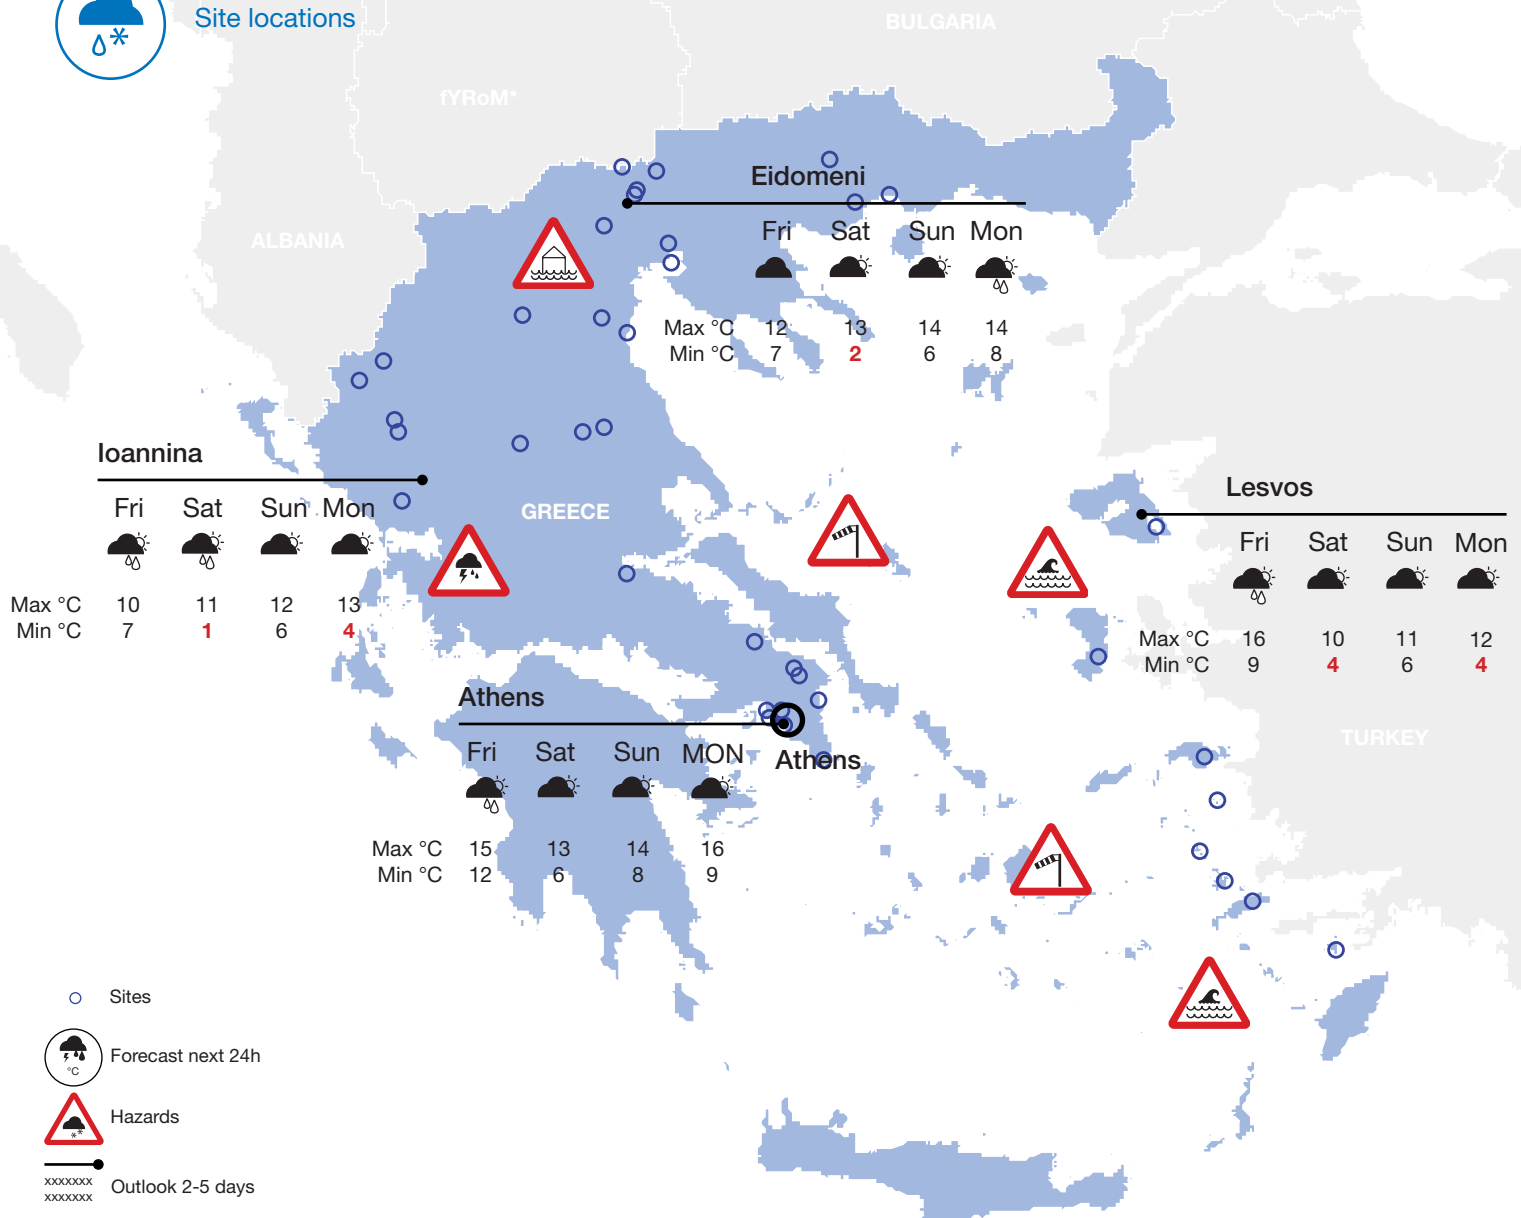 Site locations
BULGARIA
fYRoM*
ALBANIA
Eidomeni
Fri Sat Sun Mon
Max °C 12 13 14 14
Min °C 7 2 6 8
Ioannina
Fri Sat Sun Mon
Max °C 10 11 12 13
Min °C 7 1 6 4
GREECE
Lesvos
Fri Sat Sun Mon
Max °C 16 10 11 12
Min °C 9 4 6 4
TURKEY
Athens
Fri Sat Sun MON
Max °C 15 13 14 16
Min °C 12 6 8 9
Athens
Sites
°C
Forecast next 24h
Hazards
xxxxxxx
xxxxxxx
Outlook 2-5 days